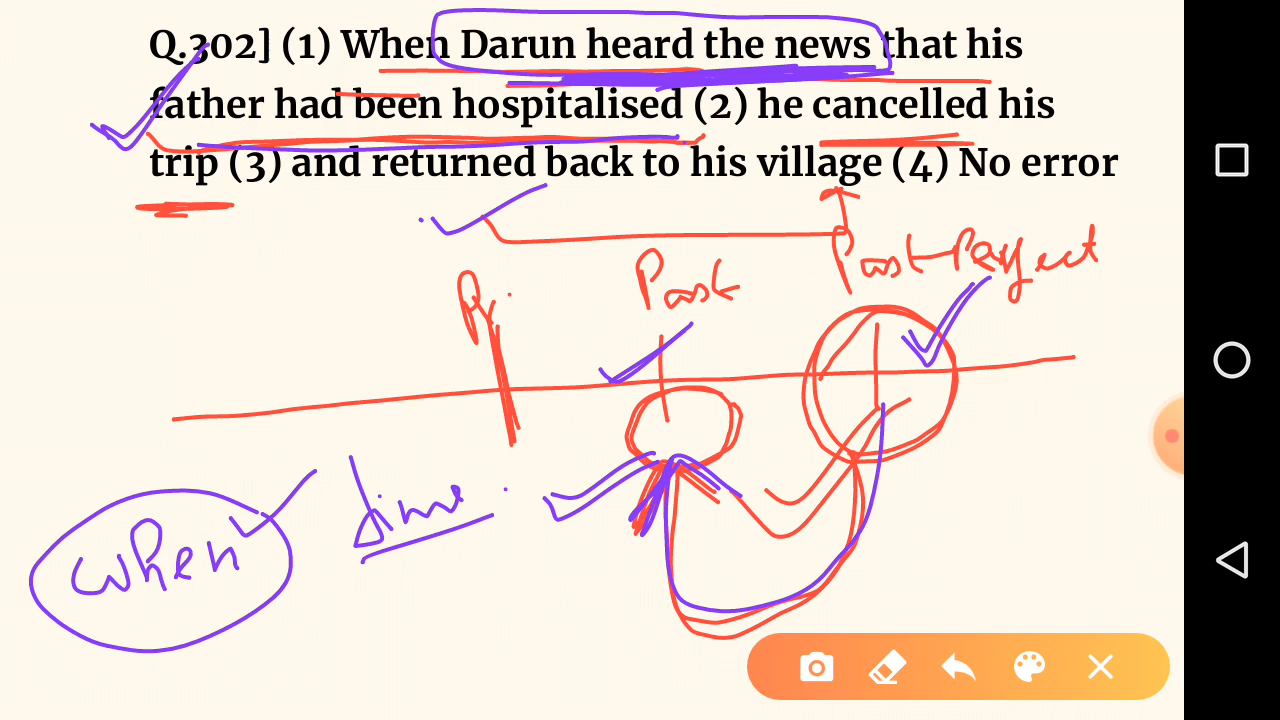 Q.302] (1) When Darun heard the news that his
father had been hospitalised (2) he cancelled his
trip (3) and returned back to his village (4) No error
Pr. Past Past Perfect
When time